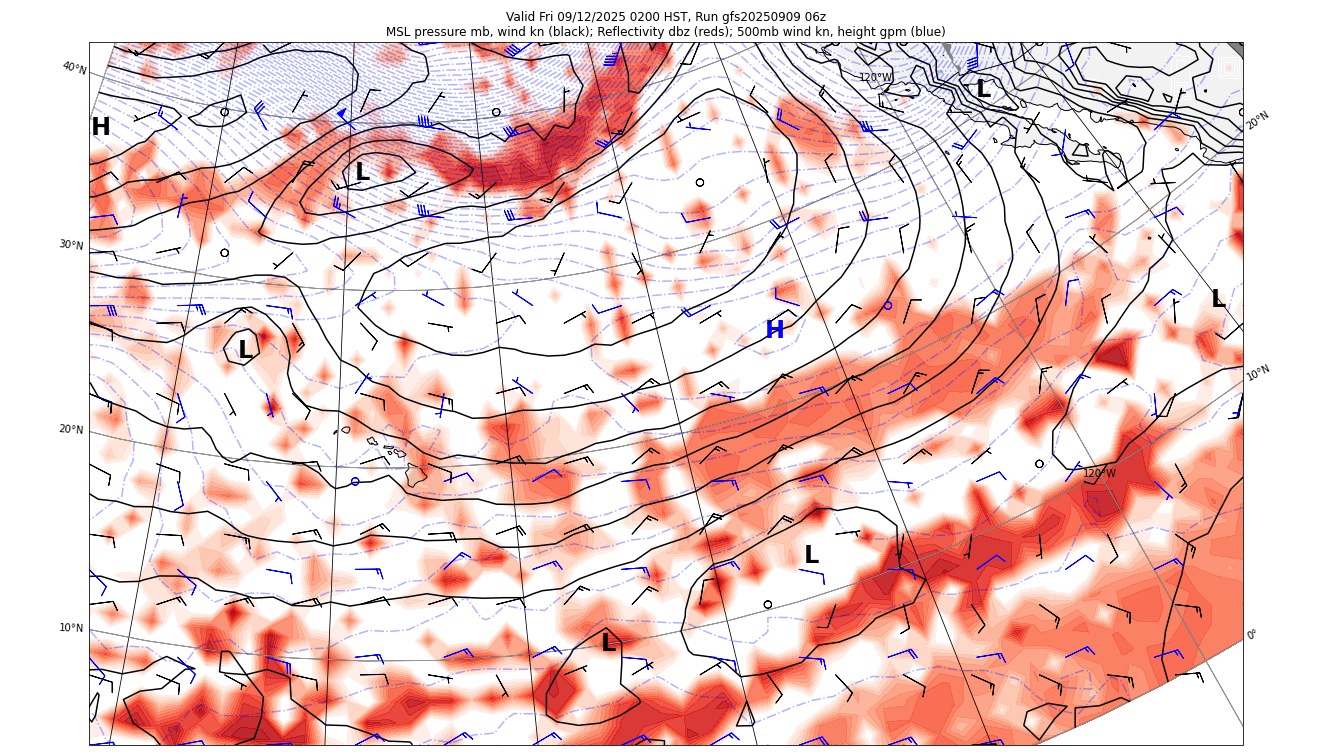 Valid Fri 09/12/2025 0200 HST, Run gfs20250909 06z
MSL pressure mb, wind kn (black); Reflectivity dbz (reds); 500mb wind kn, height gpm (blue)
40°N
120°W
L
H
20°N
L
30°N
L
H
L
10°N
20°N
120°W
L
10°N
L
0°